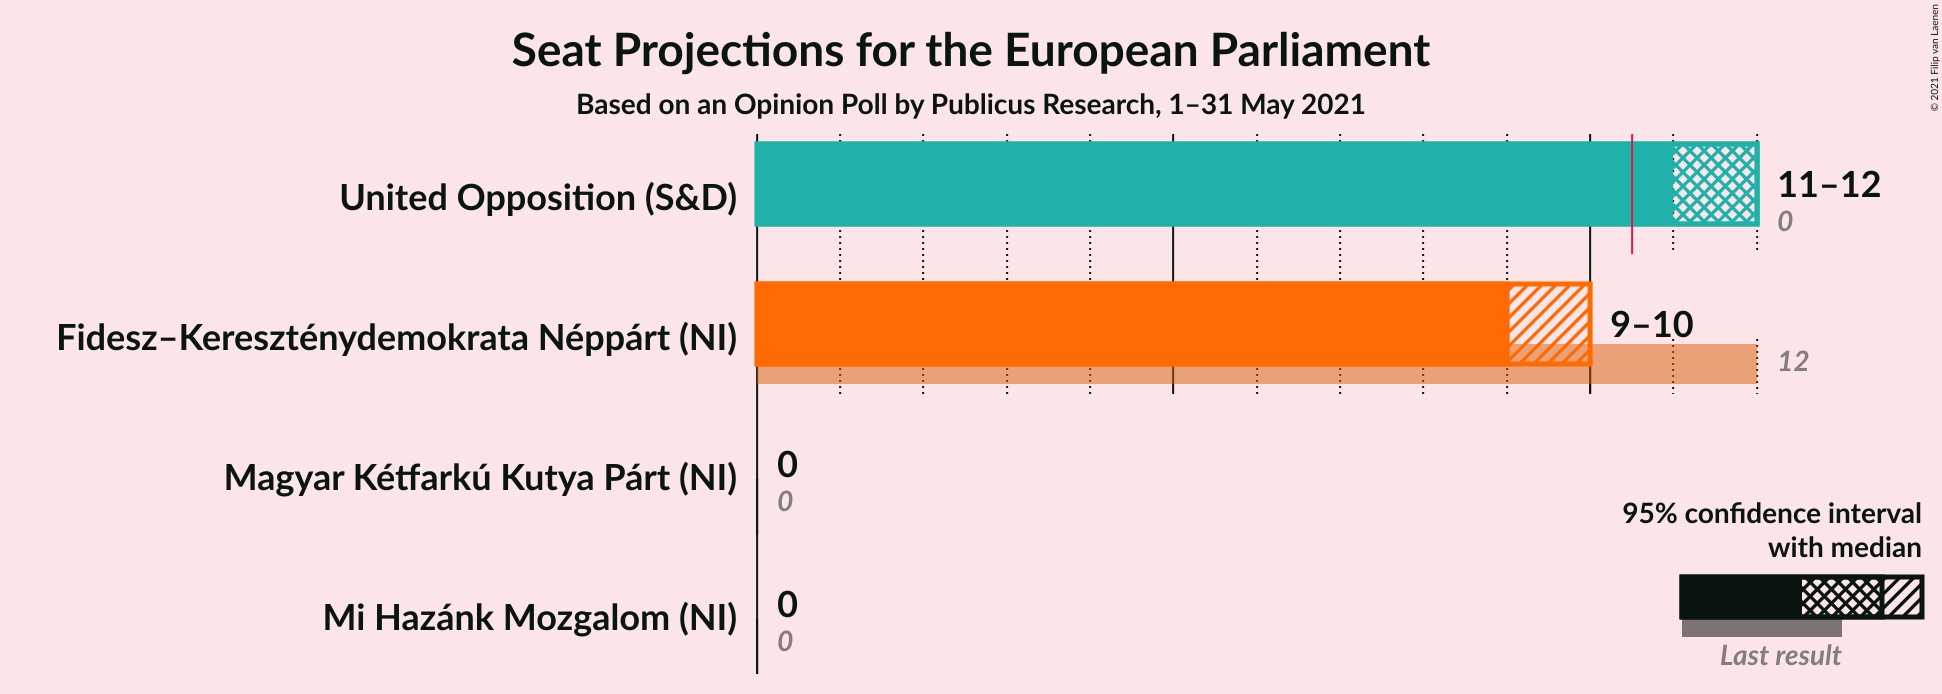 Seat Projections for the European Parliament
Based on an Opinion Poll by Publicus Research, 1–31 May 2021
© 2021 Filip van Laenen
United Opposition (S&D)
11–12
0
Fidesz–Kereszténydemokrata Néppárt (NI)
9–10
12
Magyar Kétfarkú Kutya Párt (NI)
0
0
Mi Hazánk Mozgalom (NI)
0
0
95% confidence interval
with median
Last result